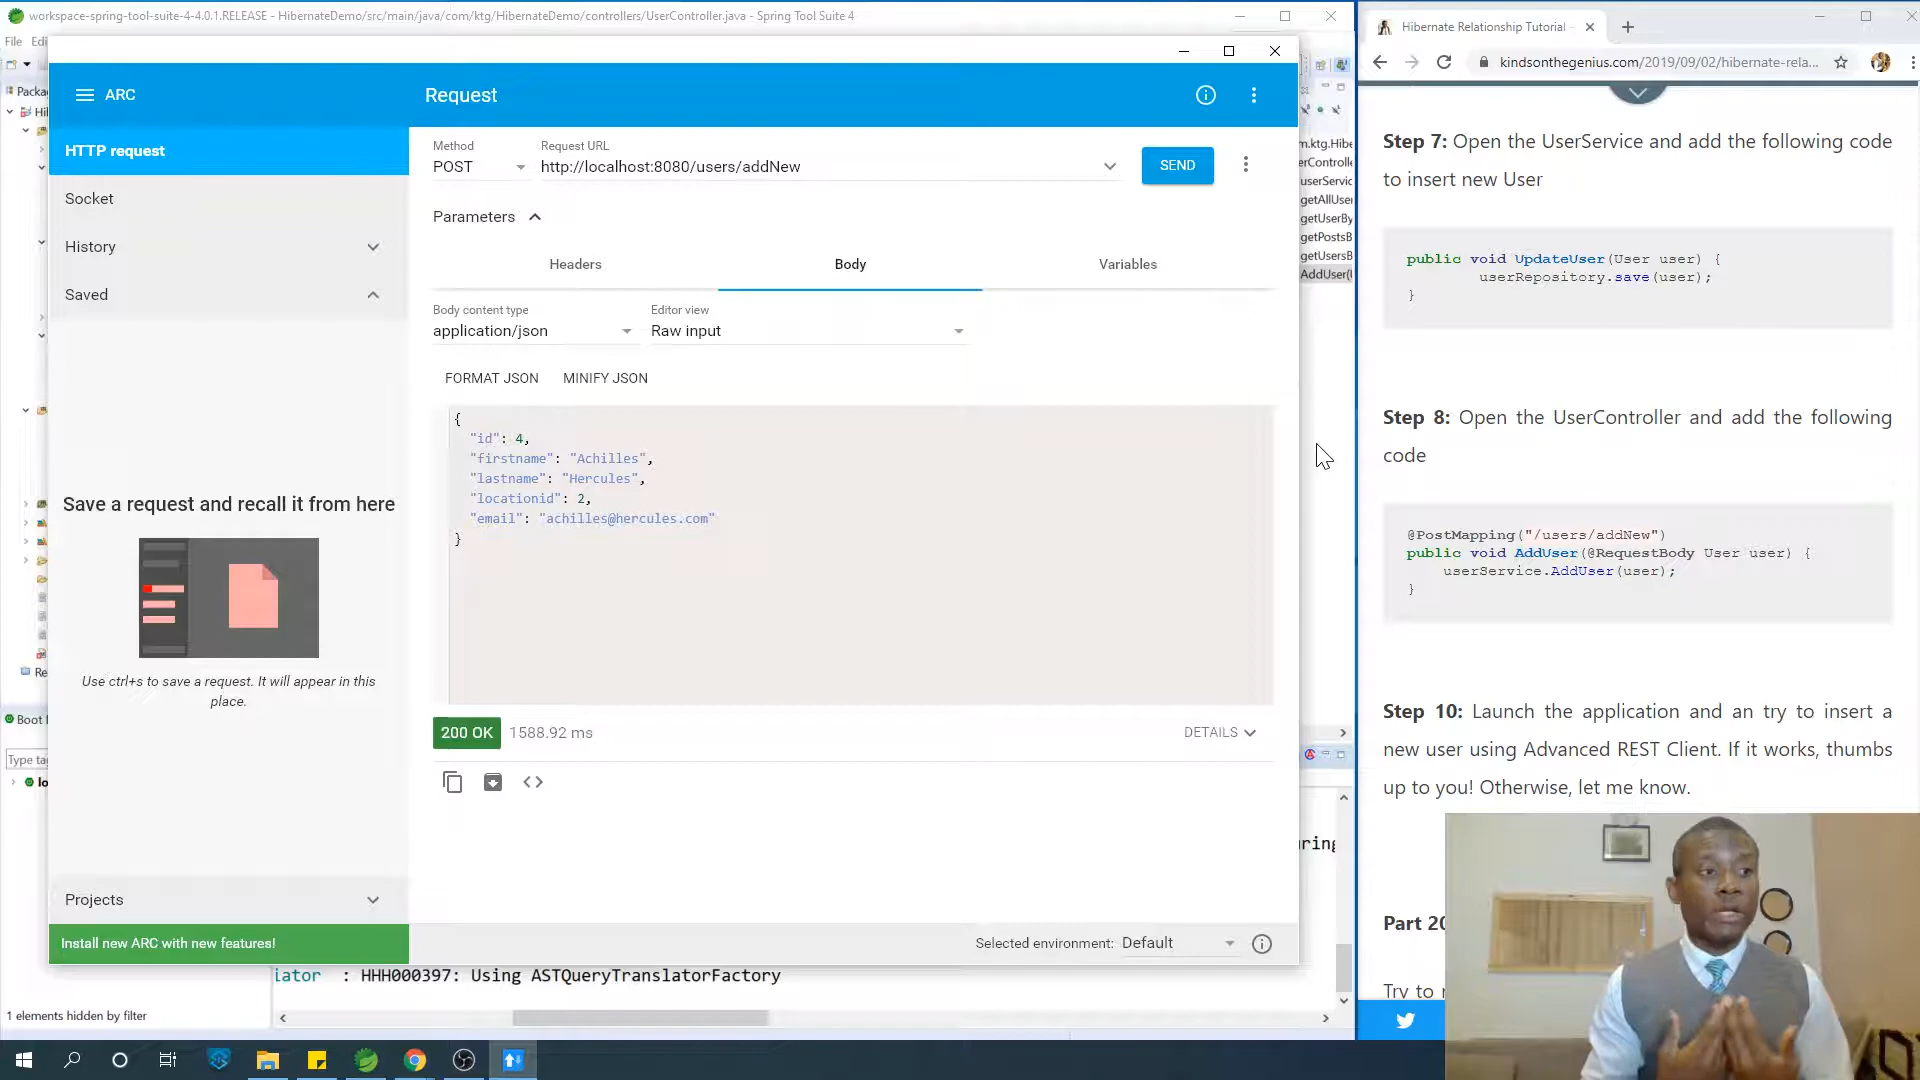 workspace-spring-tool-suite-4-4.0.1.RELEASE - HibernateDemo/src/main/java/com/ktg/HibernateDemo/controllers/UserController.java - Spring Tool Suite 4
File
ARC
Request
HTTP request
Socket
History
Saved
Save a request and recall it from here
Use ctrl+s to save a request. It will appear in this
place.
Projects
Install new ARC with new features!
Method
POST
Request URL
http://localhost:8080/users/addNew
SEND
Parameters
Headers
Body
Variables
Body content type
application/json
Editor view
Raw input
FORMAT JSON
MINIFY JSON
{
"id": 4,
"firstname": "Achilles",
"lastname": "Hercules",
"locationid": 2,
"email": "achilles@hercules.com"
}
200 OK
1588.92 ms
DETAILS
Selected environment:
Default
Boot
: HHH000397: Using ASTQueryTranslatorFactory
1 elements hidden by filter
Hibernate Relationship Tutorial
kindsonthegenius.com/2019/09/02/hibernate-rela...
Step 7: Open the UserService and add the following code
to insert new User
public void UpdateUser(User user) {
userRepository.save(user);
}
Step 8: Open the UserController and add the following
code
@PostMapping("/users/addNew")
public void AddUser(@RequestBody User user) {
userService.AddUser(user);
}
Step 10: Launch the application and an try to insert a
new user using Advanced REST Client. If it works, thumbs
up to you! Otherwise, let me know.
Part 20
Try to